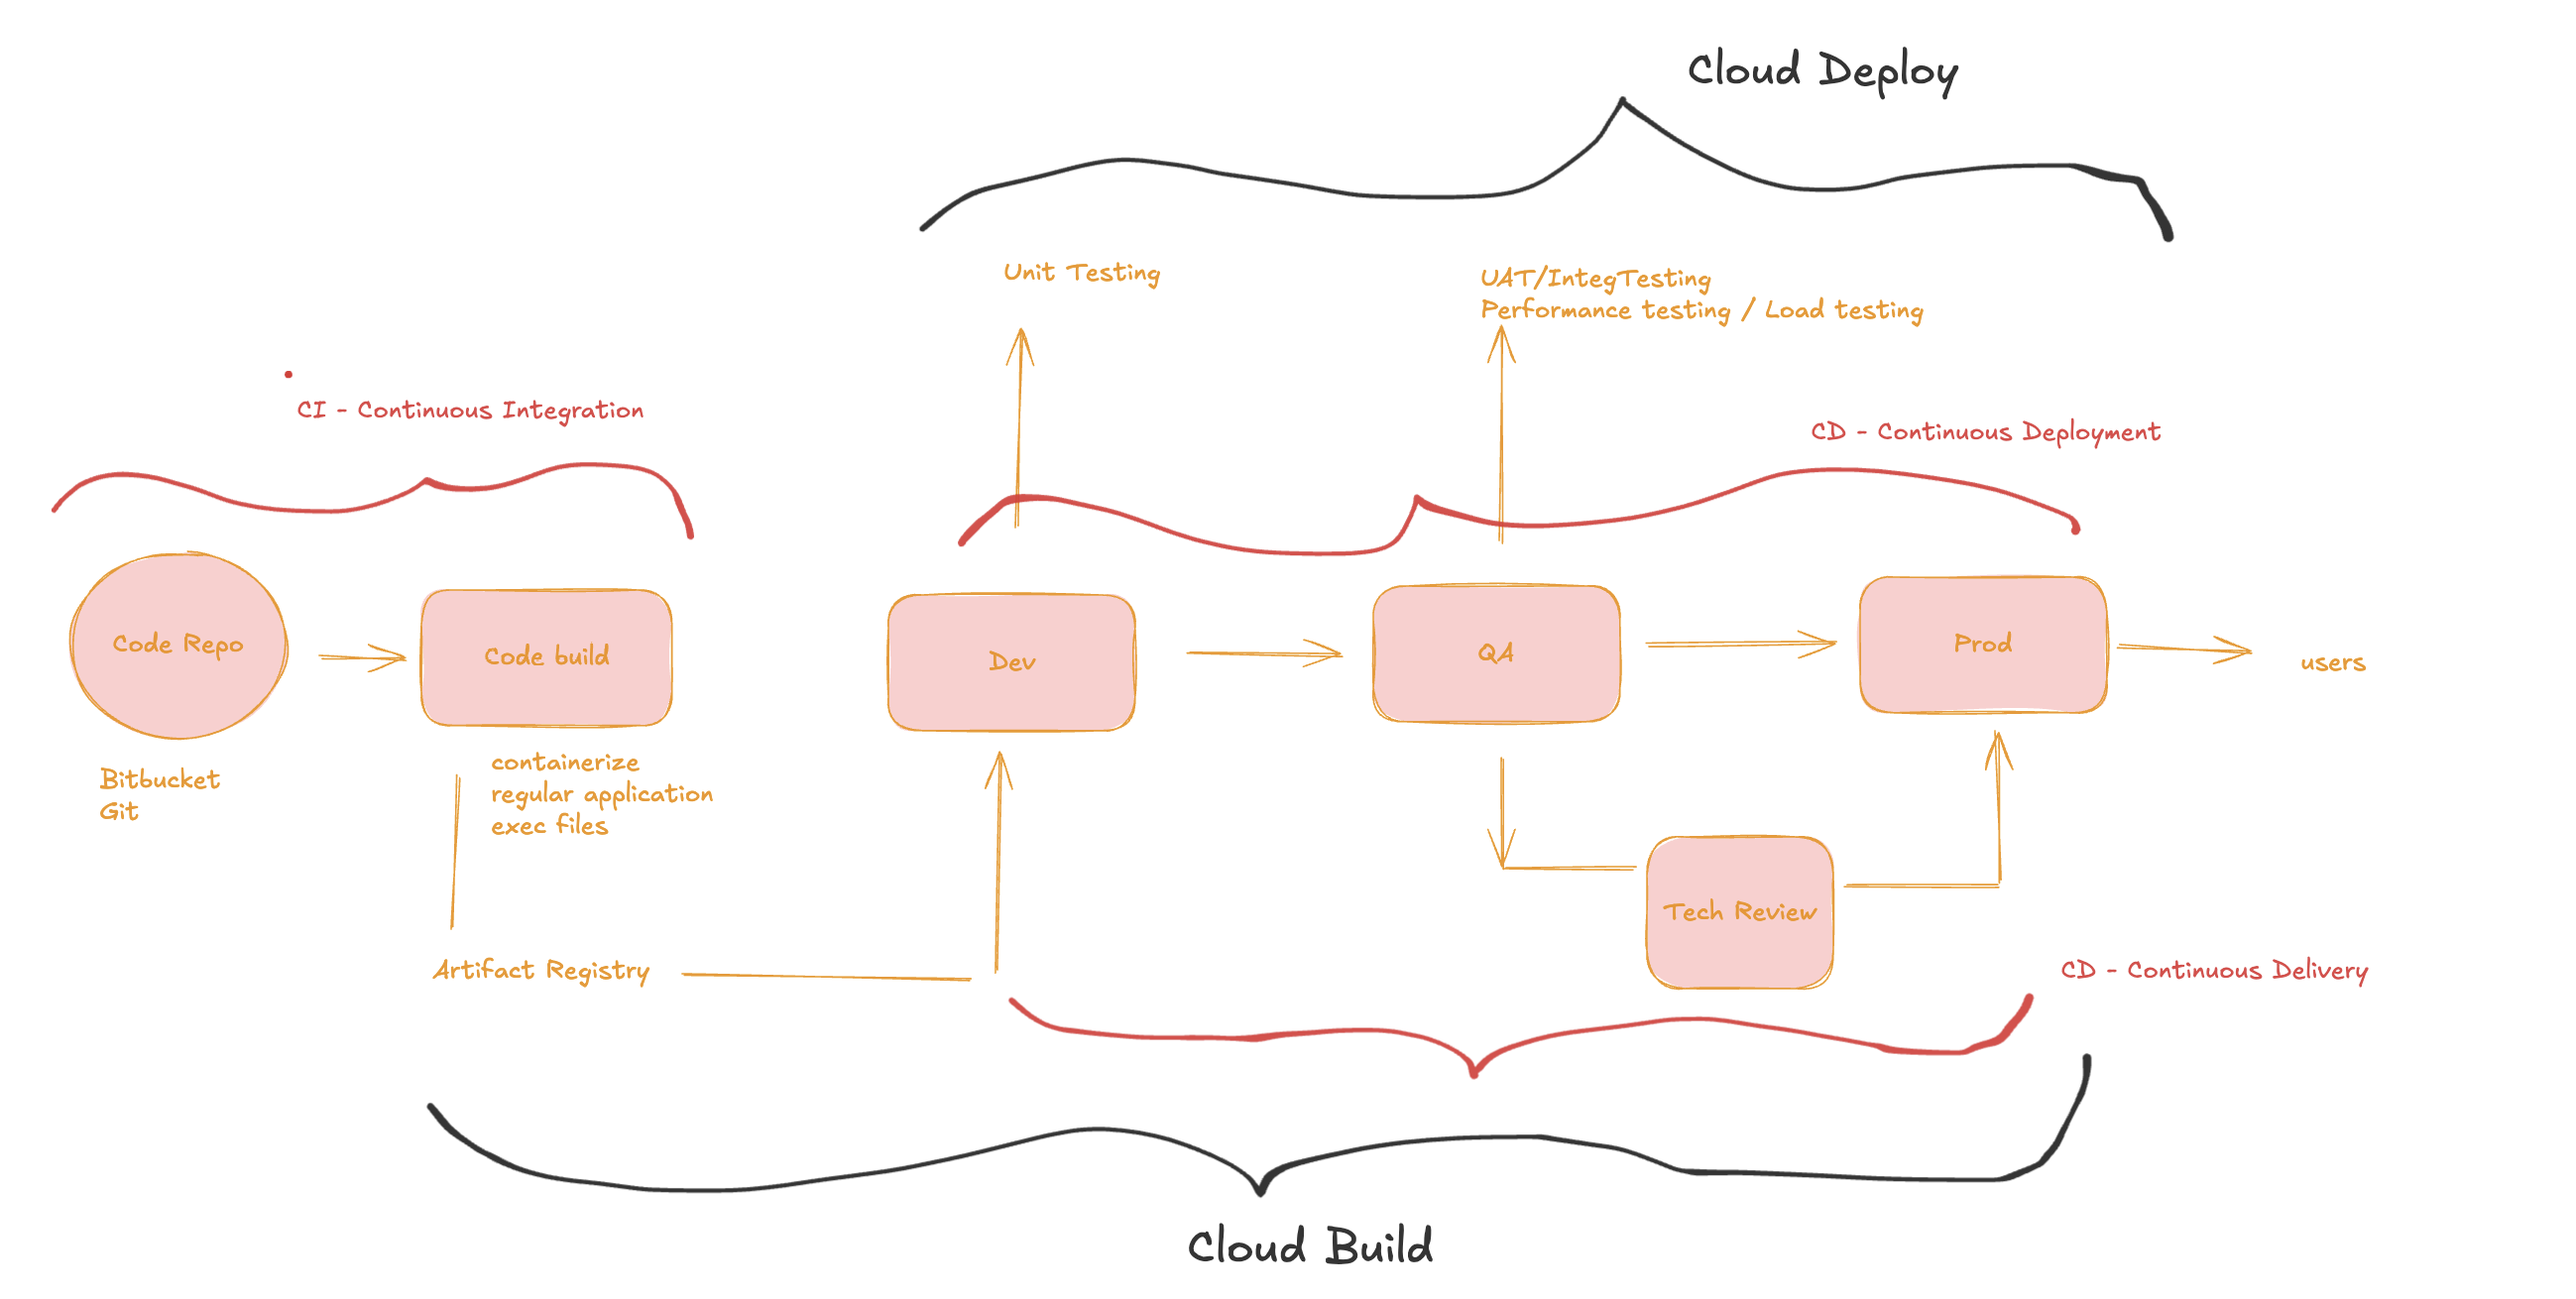 Cloud Deploy
Unit Testing
UAT/IntegTesting
Performance testing / Load testing
CI - Continuous Integration
CD - Continuous Deployment
Code Repo
Code build
Dev
QA
Prod
users
Bitbucket
Git
containerize
regular application
exec files
Tech Review
Artifact Registry
CD - Continuous Delivery
Cloud Build